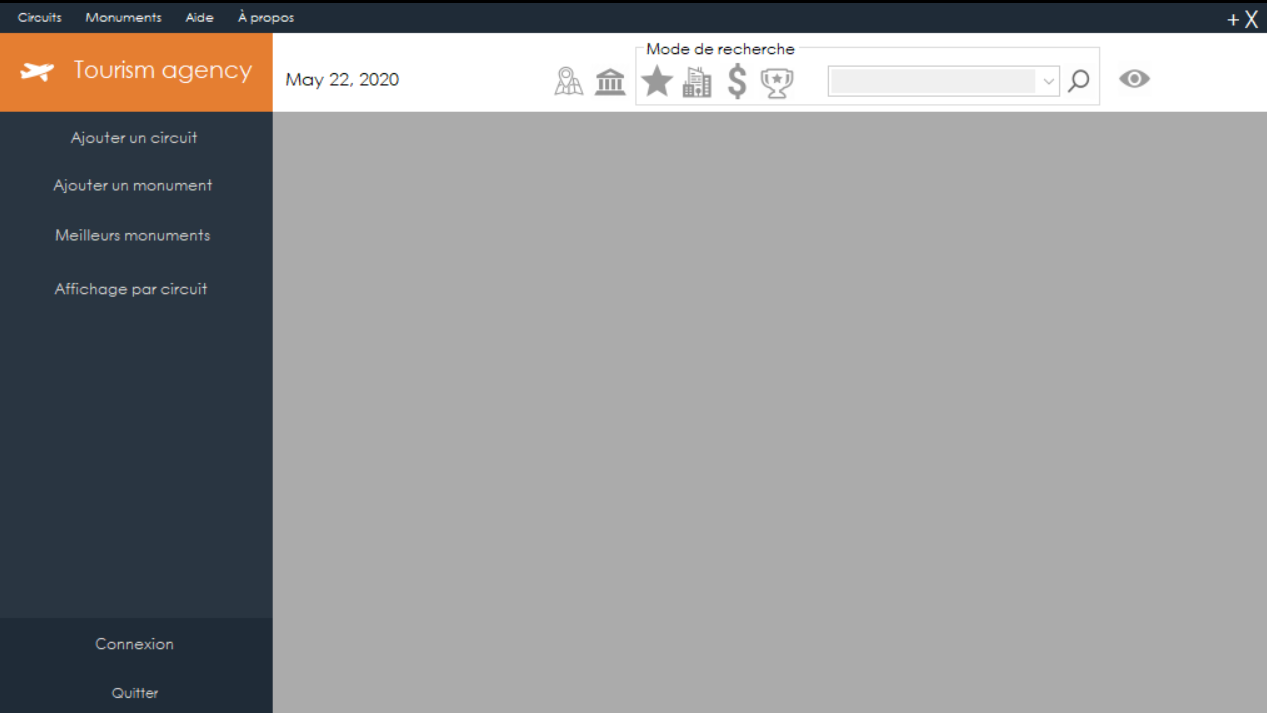 Circuits Monuments Aide À propos + X
Tourism agency
May 22, 2020
Mode de recherche
Ajouter un circuit
Ajouter un monument
Meilleurs monuments
Affichage par circuit
Connexion
Quitter